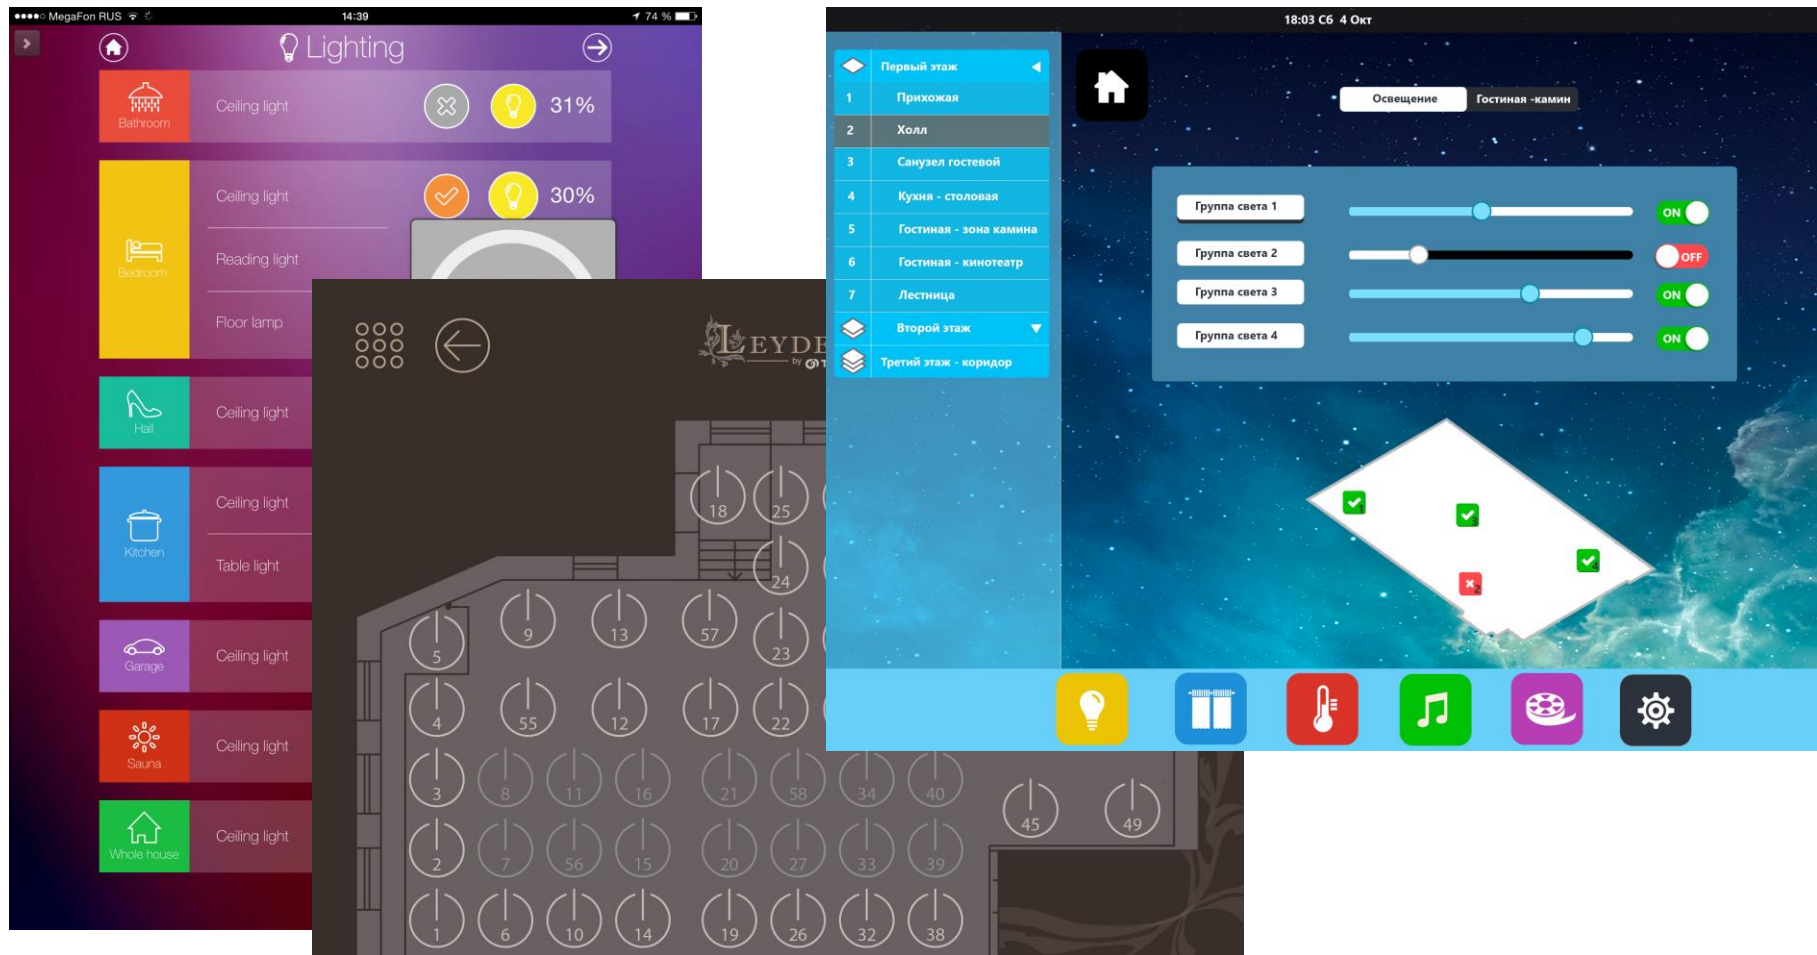 MegaFon RUS
14:39
74 %
Lighting
Bathroom
Ceiling light
31%
Bedroom
Ceiling light
30%
Reading light
Floor lamp
Hall
Ceiling light
Kitchen
Ceiling light
Table light
Garage
Ceiling light
Sauna
Ceiling light
Whole house
Ceiling light
LEYDE
by
18 25
24
5 9 13 57 23
4 55 12 17 22
3 8 11 16 21 58 34 40
45 49
2 7 56 15 20 27 33 39
1 6 10 14 19 26 32 38
18:03 Сб 4 Окт
Первый этаж
1 Прихожая
2 Холл
3 Санузел гостевой
4 Кухня - столовая
5 Гостиная - зона камина
6 Гостиная - кинотеатр
7 Лестница
Второй этаж
Третий этаж - коридор
Освещение Гостиная -камин
Группа света 1 ON
Группа света 2 OFF
Группа света 3 ON
Группа света 4 ON
1
3
4
2